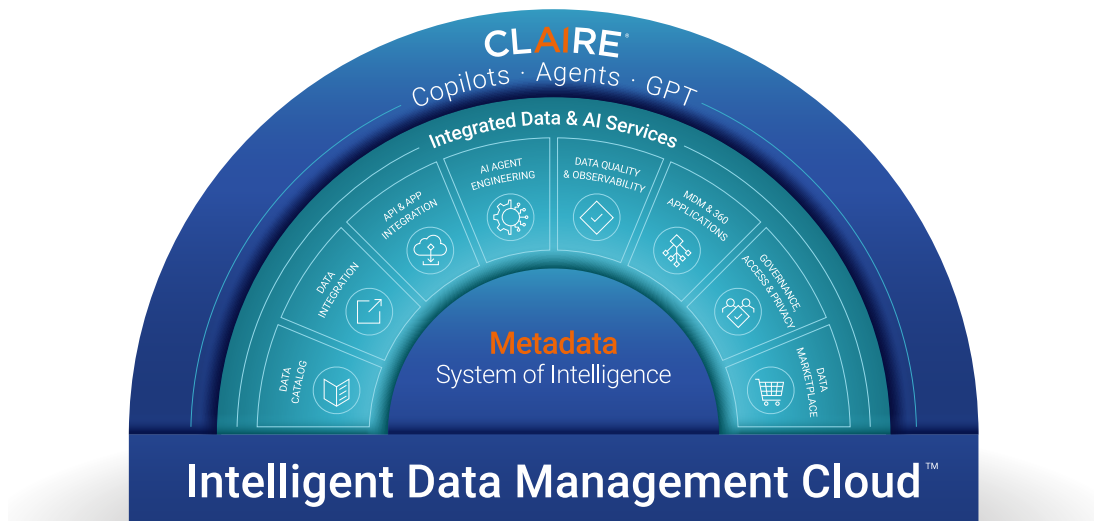 CLAIRE®
Copilots · Agents · GPT
Integrated Data & AI Services
DATA
CATALOG
DATA
INTEGRATION
API & APP
INTEGRATION
AI AGENT
ENGINEERING
DATA QUALITY
& OBSERVABILITY
MDM & 360
APPLICATIONS
GOVERNANCE,
ACCESS & PRIVACY
DATA
MARKETPLACE
Metadata
System of Intelligence
Intelligent Data Management Cloud™